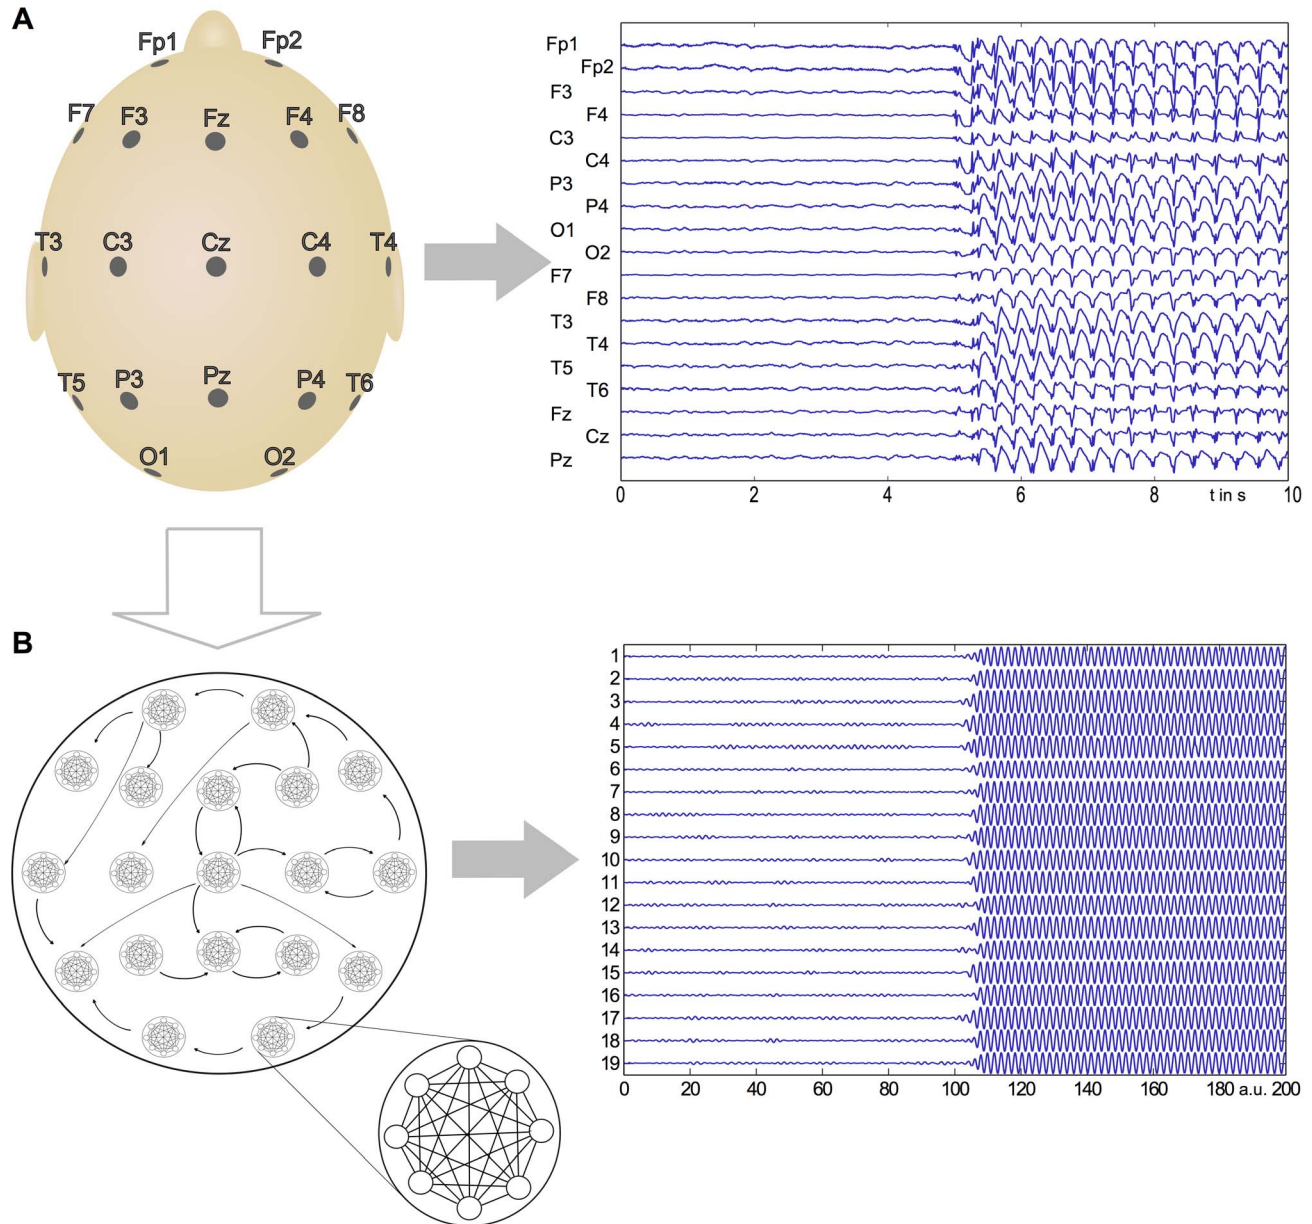 A
Fp1 Fp2
F7 F3 Fz F4 F8
T3 C3 Cz C4 T4
T5 P3 Pz P4 T6
O1 O2
Fp1
Fp2
F3
F4
C3
C4
P3
P4
O1
O2
F7
F8
T3
T4
T5
T6
Fz
Cz
Pz
0 2 4 6 8 t in s 10
B
1
2
3
4
5
6
7
8
9
10
11
12
13
14
15
16
17
18
19
0 20 40 60 80 100 120 140 160 180 a.u. 200